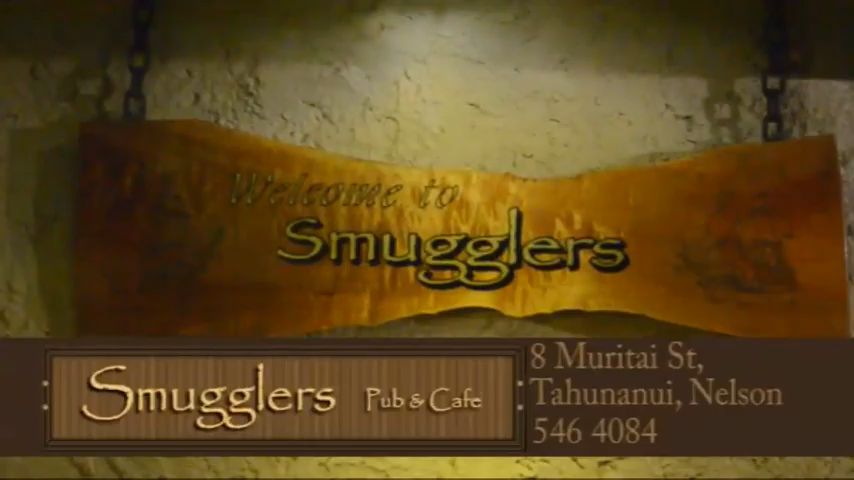 Welcome to
Smugglers
Smugglers Pub & Cafe
8 Muritai St,
Tahunanui, Nelson
546 4084